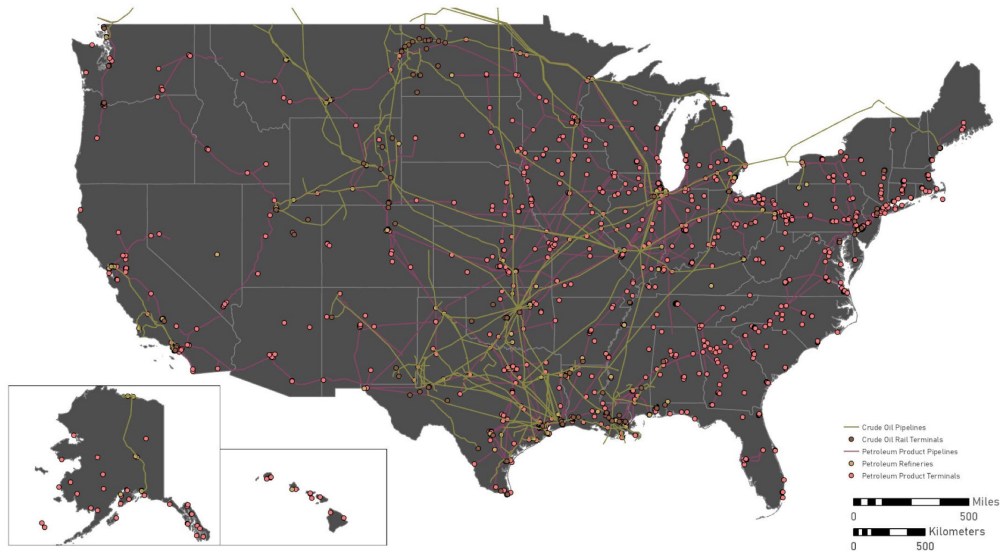 Crude Oil Pipelines
Crude Oil Rail Terminals
Petroleum Product Pipelines
Petroleum Refineries
Petroleum Product Terminals
Miles
0 500
Kilometers
0 500